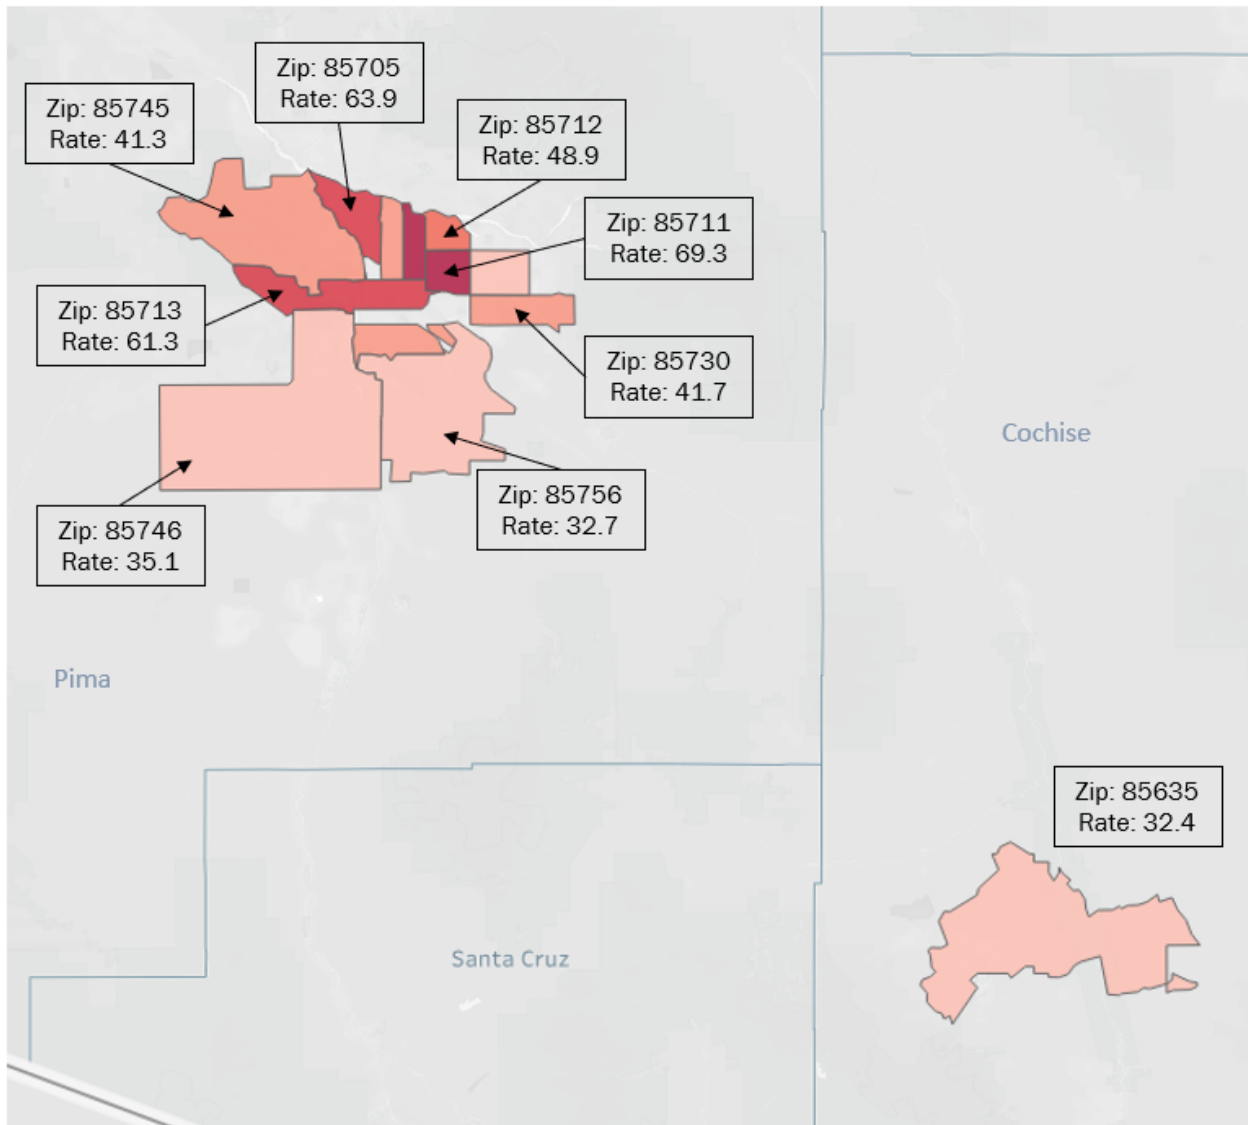 Zip: 85705
Rate: 63.9
Zip: 85745
Rate: 41.3
Zip: 85712
Rate: 48.9
Zip: 85711
Rate: 69.3
Zip: 85713
Rate: 61.3
Zip: 85730
Rate: 41.7
Cochise
Zip: 85756
Rate: 32.7
Zip: 85746
Rate: 35.1
Pima
Zip: 85635
Rate: 32.4
Santa Cruz